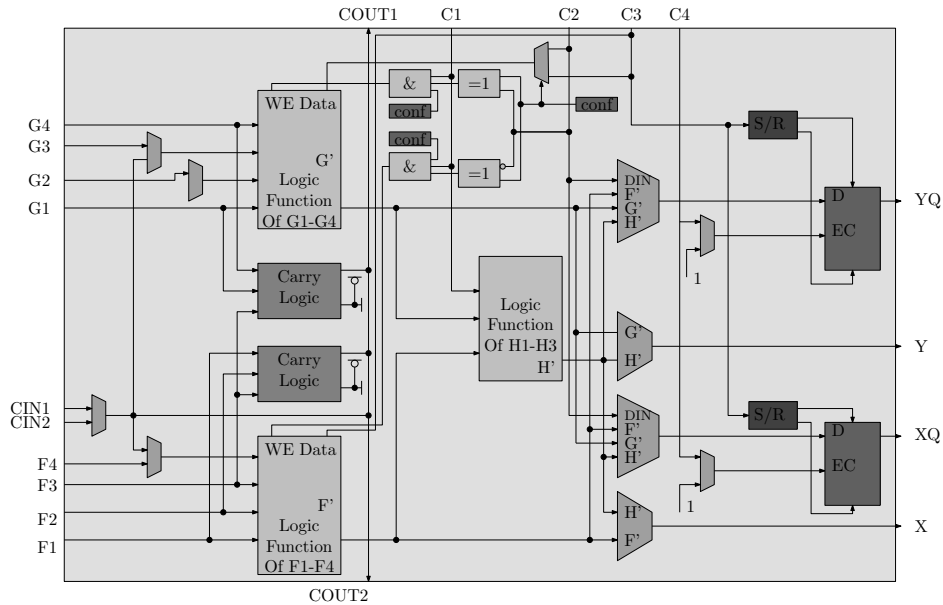 COUT1 C1 C2 C3 C4
WE Data
& =1
conf
conf
conf
& =1
G4
G3
G2
G1
G'
Logic
Function
Of G1-G4
S/R
DIN
F'
G'
H'
D
EC
YQ
1
Carry
Logic
Logic
Function
Of H1-H3
H'
G'
H'
Y
Carry
Logic
CIN1
CIN2
WE Data
F4
F3
F2
F1
F'
Logic
Function
Of F1-F4
S/R
DIN
F'
G'
H'
D
EC
XQ
1
H'
F'
X
COUT2